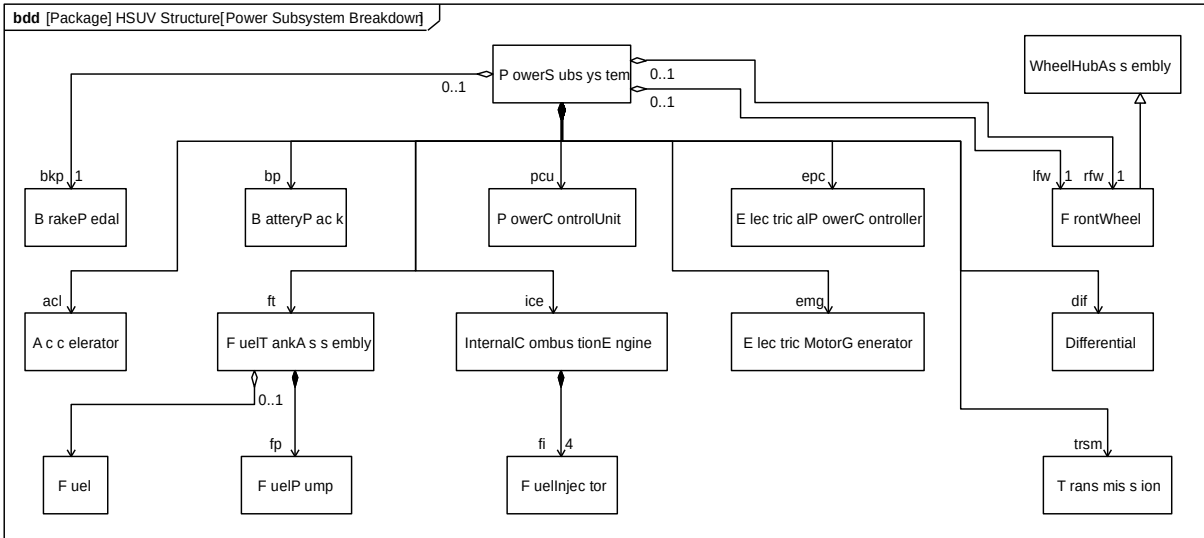 bdd [Package] HSUV Structure[Power Subsystem Breakdown]
PowerSubsystem
WheelHubAssembly
0..1
0..1
0..1
bkp 1
bp
pcu
epc
lfw 1 rfw 1
BrakePedal
BatteryPack
PowerControlUnit
ElectricalPowerController
FrontWheel
acl
ft
ice
emg
dif
Accelerator
FuelTankAssembly
InternalCombustionEngine
ElectricMotorGenerator
Differential
0..1
fp
fi 4
trsm
Fuel
FuelPump
FuelInjector
Transmission